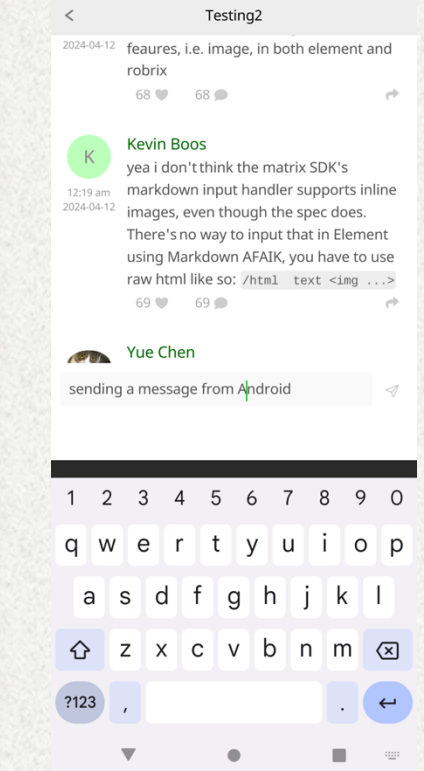 Testing2
2024-04-12
feaures, i.e. image, in both element and
robrix
68 68
K
Kevin Boos
12:19 am
2024-04-12
yea i don't think the matrix SDK's
markdown input handler supports inline
images, even though the spec does.
There's no way to input that in Element
using Markdown AFAIK, you have to use
raw html like so: /html text <img ...>
69 69
Yue Chen
sending a message from Android
1 2 3 4 5 6 7 8 9 0
q w e r t y u i o p
a s d f g h j k l
z x c v b n m
?123 , .